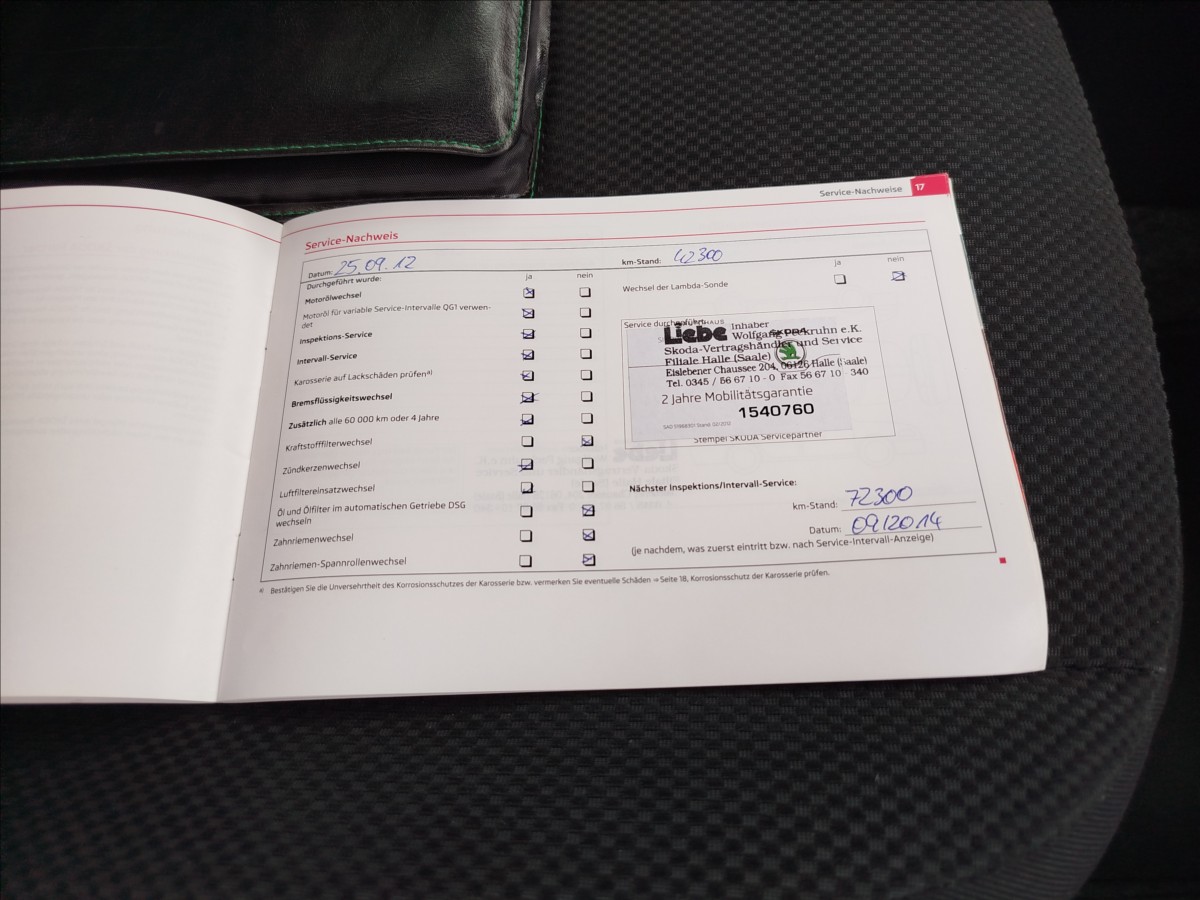 Service-Nachweise 17
Service-Nachweis
Datum: 25.09.12
km-Stand: 42300
Durchgeführt wurde:
ja nein
ja nein
Motorölwechsel
Motoröl für variable Service-Intervalle QG1 verwen-
det
Inspektions-Service
Intervall-Service
Karosserie auf Lackschäden prüfen a)
Bremsflüssigkeitswechsel
Zusätzlich alle 60 000 km oder 4 Jahre
Kraftstofffilterwechsel
Zündkerzenwechsel
Luftfiltereinsatzwechsel
Öl und Ölfilter im automatischen Getriebe DSG
wechseln
Zahnriemenwechsel
Zahnriemen-Spannrollenwechsel
Wechsel der Lambda-Sonde
Service durchgeführt
Liebe Inhaber
Wolfgang Peckruhn e.K.
SKODA
Skoda-Vertragshändler und Service
Filiale Halle (Saale)
Eislebener Chaussee 204, 06126 Halle (Saale)
Tel. 0345 / 56 67 10 - 0 Fax 56 67 10 340
2 Jahre Mobilitätsgarantie
1540760
Stempel ŠKODA Servicepartner
Nächster Inspektions/Intervall-Service:
km-Stand: 72300
Datum: 09/2014
(je nachdem, was zuerst eintritt bzw. nach Service-Intervall-Anzeige)
a) Bestätigen Sie die Unversehrtheit des Korrosionsschutzes der Karosserie bzw. vermerken Sie eventuelle Schäden ⇒ Seite 18, Korrosionsschutz der Karosserie prüfen.